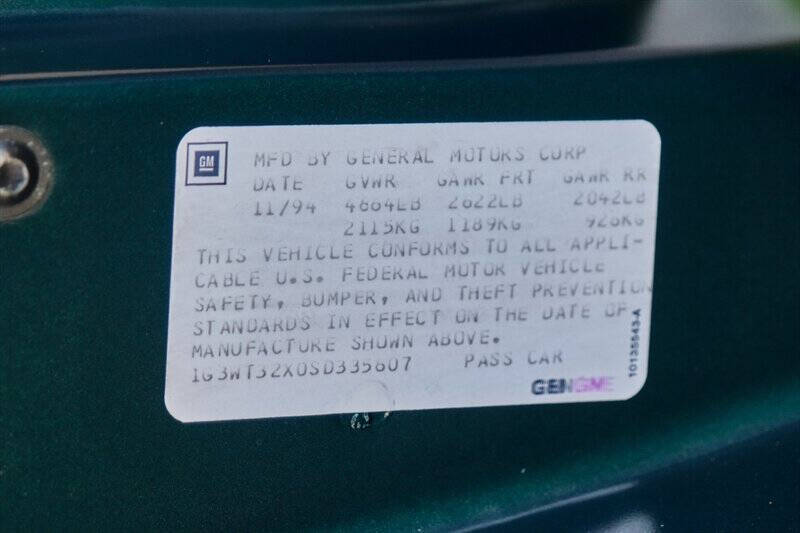 GM
MFD BY GENERAL MOTORS CORP
DATE GVWR GAWR FRT GAWR RR
11/94 4664LB 2622LB 2042LB
2115KG 1189KG 926KG
THIS VEHICLE CONFORMS TO ALL APPLI-
CABLE U.S. FEDERAL MOTOR VEHICLE
SAFETY, BUMPER, AND THEFT PREVENTION
STANDARDS IN EFFECT ON THE DATE OF
MANUFACTURE SHOWN ABOVE.
1G3WT32X0SD335607 PASS CAR
GENGME
10135543-A